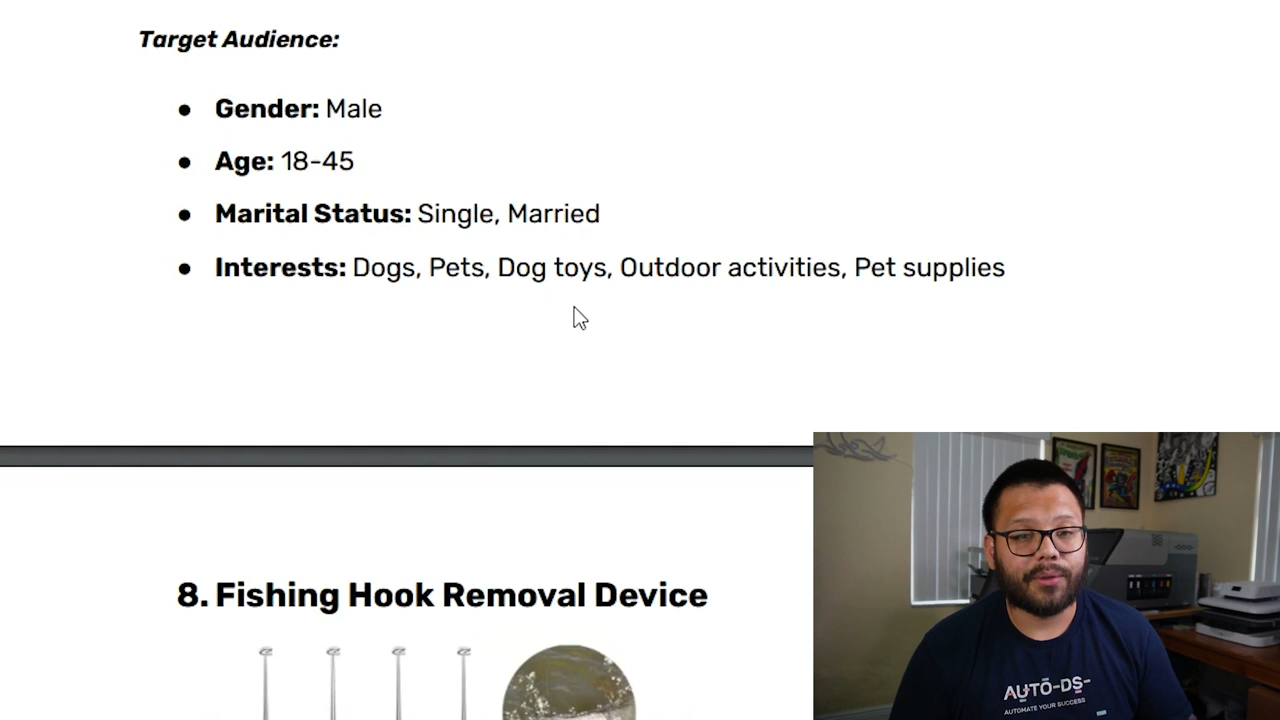 Target Audience:
● Gender: Male
● Age: 18-45
● Marital Status: Single, Married
● Interests: Dogs, Pets, Dog toys, Outdoor activities, Pet supplies
8. Fishing Hook Removal Device
AUTO-DS-
AUTOMATE YOUR SUCCESS